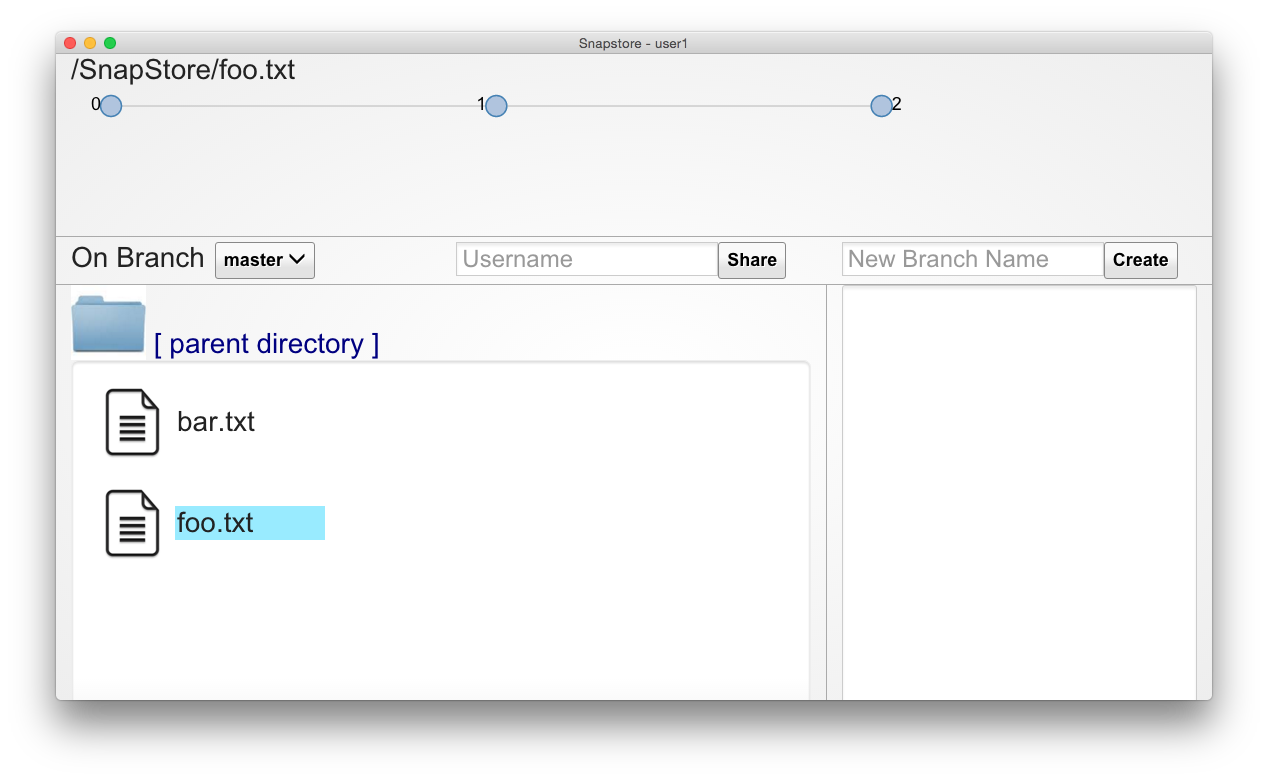 Snapstore - user1
/SnapStore/foo.txt
0 1 2
On Branch master Username Share New Branch Name Create
[ parent directory ]
bar.txt
foo.txt